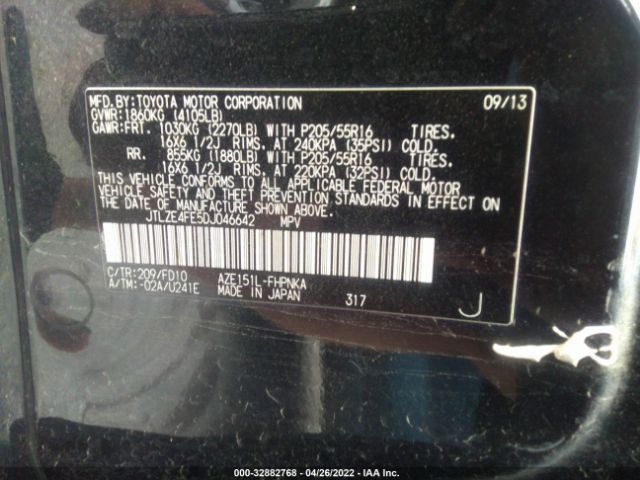 MFD.BY:TOYOTA MOTOR CORPORATION 09/13
GVWR:1860KG (4105LB)
GAWR:FRT. 1030KG (2270LB) WITH P205/55R16 TIRES.
16X6 1/2J RIMS. AT 240KPA (35PSI) COLD.
RR. 855KG (1880LB) WITH P205/55R16 TIRES.
16X6 1/2J RIMS. AT 220KPA (32PSI) COLD.
THIS VEHICLE CONFORMS TO ALL APPLICABLE FEDERAL MOTOR
VEHICLE SAFETY AND THEFT PREVENTION STANDARDS IN EFFECT ON
THE DATE OF MANUFACTURE SHOWN ABOVE.
JTLZE4FE5DJ046642 MPV
C/TR:209/FD10 AZE151L-FHPNKA
A/TM:-02A/U241E MADE IN JAPAN 317 J
000-32882768 - 04/26/2022 - IAA Inc.